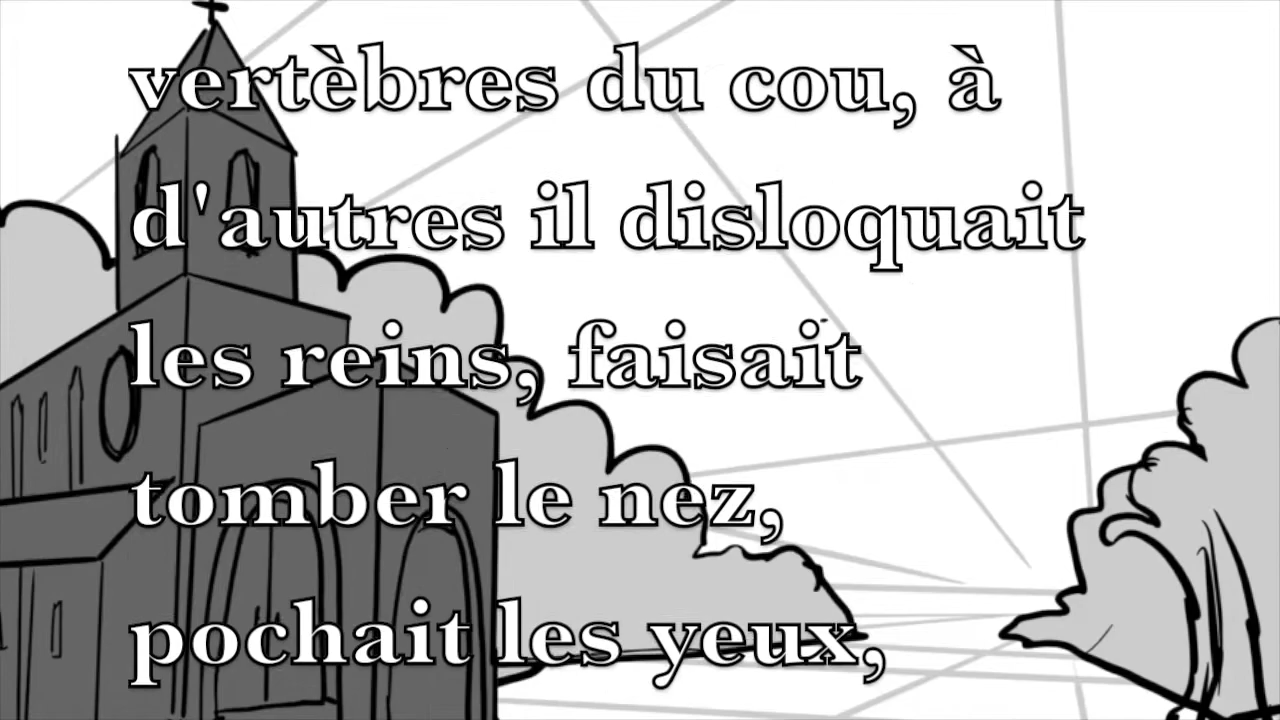 vertèbres du cou, à
d'autres il disloquait
les reins, faisait
tomber le nez,
pochait les yeux,